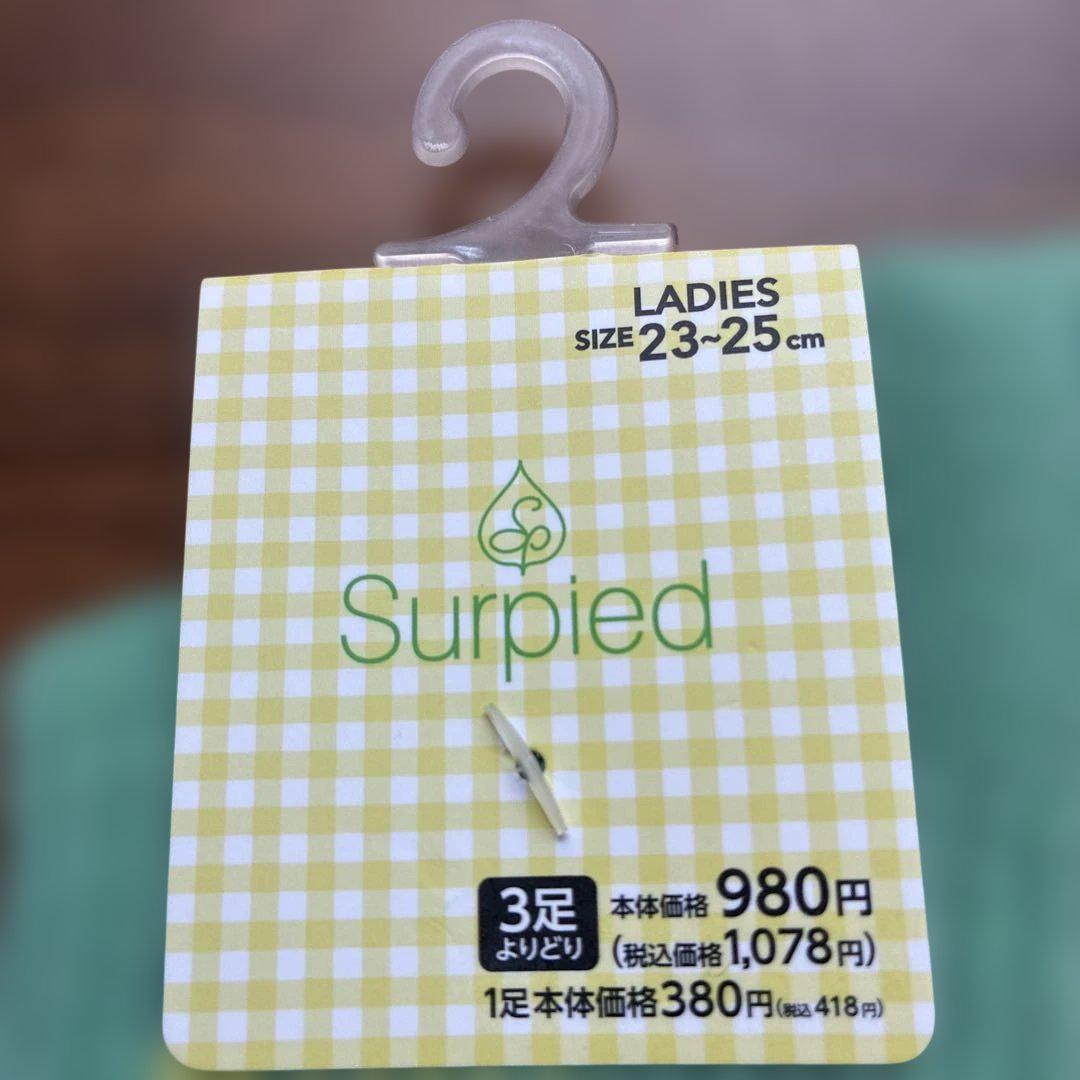 LADIES
SIZE 23~25cm
Surpied
3足
よりどり
本体価格 980円
(税込価格1,078円)
1足本体価格380円(税込418円)